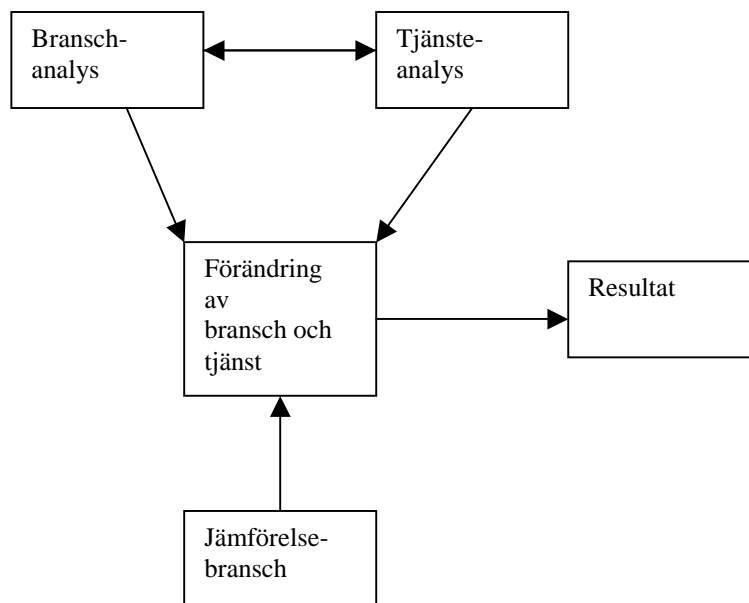 Bransch-
analys
Tjänste-
analys
Förändring
av
bransch och
tjänst
Resultat
Jämförelse-
bransch